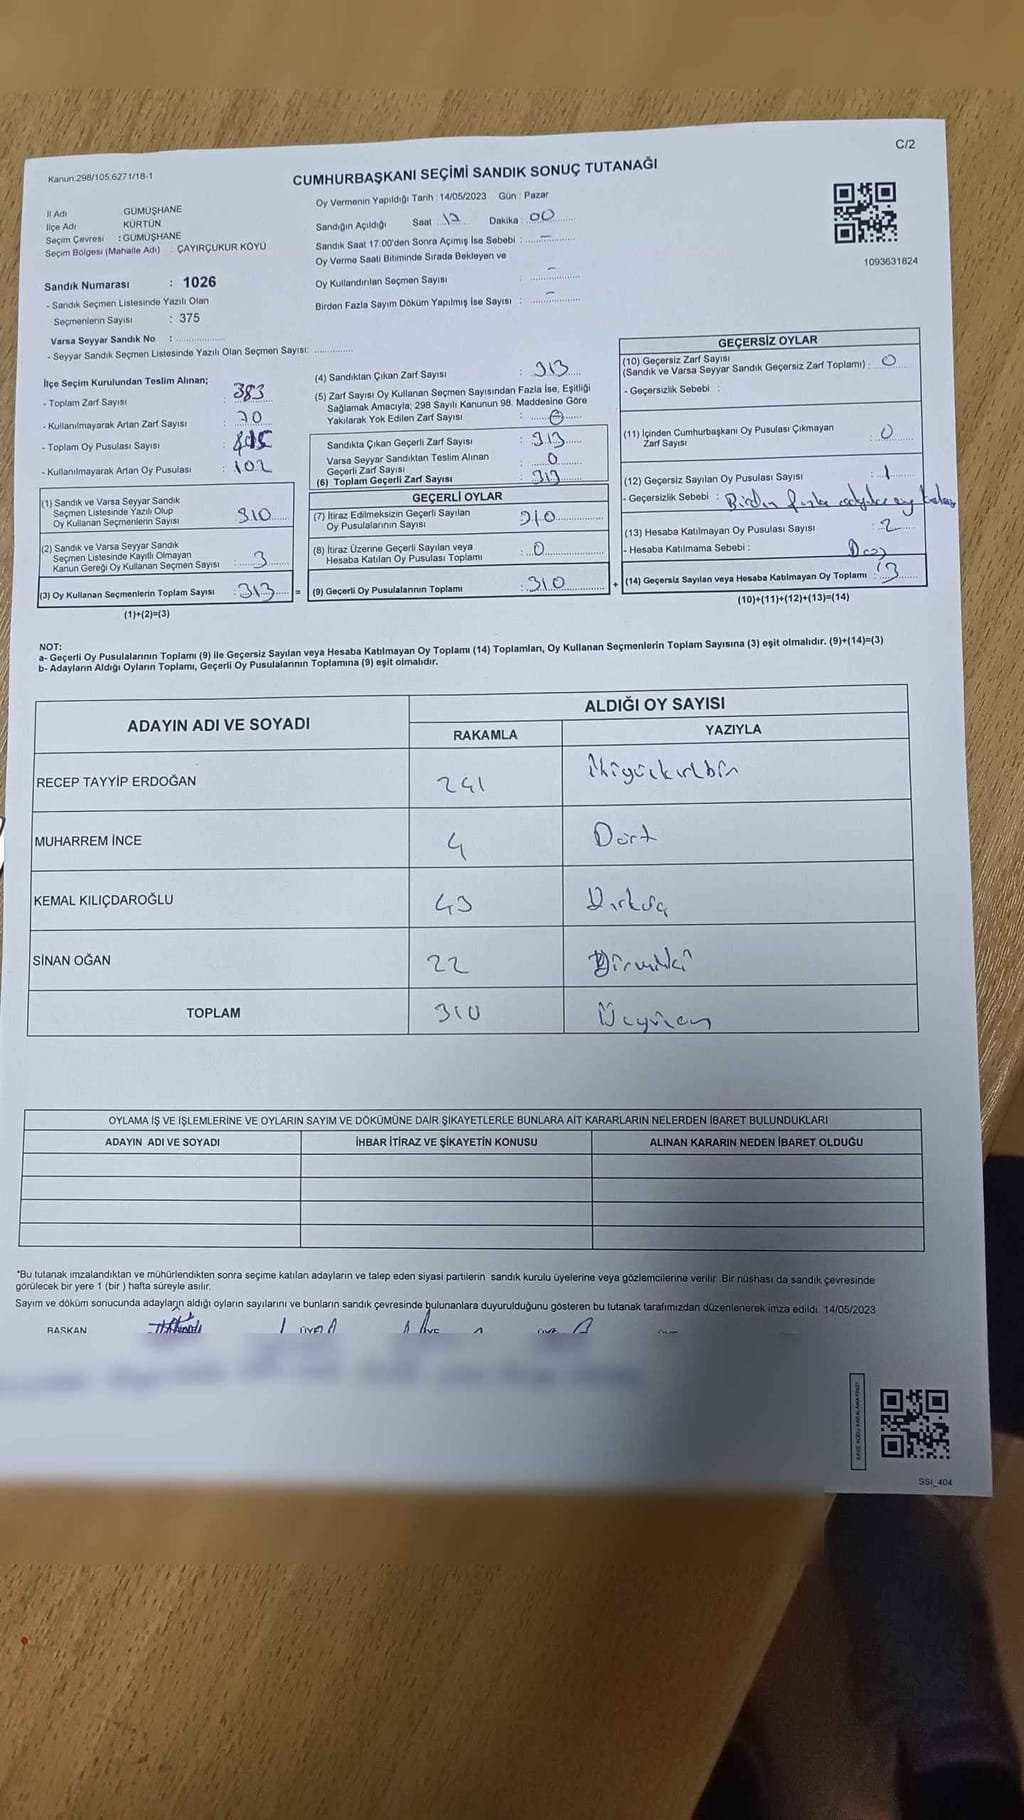 C/2
Kanun:298/105,6271/18-1
CUMHURBAŞKANI SEÇİMİ SANDIK SONUÇ TUTANAĞI
İl Adı GÜMÜŞHANE
İlçe Adı KÜRTÜN
Seçim Çevresi : GÜMÜŞHANE
Seçim Bölgesi (Mahalle Adı) ÇAYIRÇUKUR KÖYÜ
Oy Vermenin Yapıldığı Tarih : 14/05/2023 Gün : Pazar
Sandığın Açıldığı Saat : 17 Dakika : 00
Sandık Saat 17.00'den Sonra Açımış İse Sebebi : —
Oy Verme Saati Bitiminde Sırada Bekleyen ve
Oy Kullandırılan Seçmen Sayısı : —
Birden Fazla Sayım Döküm Yapılmış İse Sayısı : —
1093631824
Sandık Numarası : 1026
- Sandık Seçmen Listesinde Yazılı Olan
Seçmenlerin Sayısı : 375
Varsa Seyyar Sandık No :
- Seyyar Sandık Seçmen Listesinde Yazılı Olan Seçmen Sayısı:
İlçe Seçim Kurulundan Teslim Alınan;
- Toplam Zarf Sayısı : 383
- Kullanılmayarak Artan Zarf Sayısı : 70
- Toplam Oy Pusulası Sayısı :
- Kullanılmayarak Artan Oy Pusulası : 102
(1) Sandık ve Varsa Seyyar Sandık
Seçmen Listesinde Yazılı Olup
Oy Kullanan Seçmenlerin Sayısı : 310
(2) Sandık ve Varsa Seyyar Sandık
Seçmen Listesinde Kayıtlı Olmayan
Kanun Gereği Oy Kullanan Seçmen Sayısı : 3
(3) Oy Kullanan Seçmenlerin Toplam Sayısı : 313 =
(1)+(2)=(3)
(4) Sandıktan Çıkan Zarf Sayısı : 313
(5) Zarf Sayısı Oy Kullanan Seçmen Sayısından Fazla İse, Eşitliği
Sağlamak Amacıyla; 298 Sayılı Kanunun 98. Maddesine Göre
Yakılarak Yok Edilen Zarf Sayısı : 0
Sandıkta Çıkan Geçerli Zarf Sayısı : 313
Varsa Seyyar Sandıktan Teslim Alınan
Geçerli Zarf Sayısı : 0
(6) Toplam Geçerli Zarf Sayısı : 313
GEÇERLİ OYLAR
(7) İtiraz Edilmeksizin Geçerli Sayılan
Oy Pusulalarının Sayısı : 310
(8) İtiraz Üzerine Geçerli Sayılan veya
Hesaba Katılan Oy Pusulası Toplamı : 0
(9) Geçerli Oy Pusulalarının Toplamı : 310 +
GEÇERSİZ OYLAR
(10) Geçersiz Zarf Sayısı
(Sandık ve Varsa Seyyar Sandık Geçersiz Zarf Toplamı) : 0
- Geçersizlik Sebebi :
(11) İçinden Cumhurbaşkanı Oy Pusulası Çıkmayan
Zarf Sayısı : 0
(12) Geçersiz Sayılan Oy Pusulası Sayısı : 1
- Geçersizlik Sebebi : Birden fazla
(13) Hesaba Katılmayan Oy Pusulası Sayısı : 2
- Hesaba Katılmama Sebebi :
(14) Geçersiz Sayılan veya Hesaba Katılmayan Oy Toplamı : 3
(10)+(11)+(12)+(13)=(14)
NOT:
a- Geçerli Oy Pusulalarının Toplamı (9) ile Geçersiz Sayılan veya Hesaba Katılmayan Oy Toplamı (14) Toplamları, Oy Kullanan Seçmenlerin Toplam Sayısına (3) eşit olmalıdır. (9)+(14)=(3)
b- Adayların Aldığı Oyların Toplamı, Geçerli Oy Pusulalarının Toplamına (9) eşit olmalıdır.
ADAYIN ADI VE SOYADI
ALDIĞI OY SAYISI
RAKAMLA YAZIYLA
RECEP TAYYİP ERDOĞAN 241 İkiyüzkırkbir
MUHARREM İNCE 4 Dört
KEMAL KILIÇDAROĞLU 43 Kırküç
SİNAN OĞAN 22 Yirmiiki
TOPLAM 310 Üçyüzon
OYLAMA İŞ VE İŞLEMLERİNE VE OYLARIN SAYIM VE DÖKÜMÜNE DAİR ŞİKAYETLERLE BUNLARA AİT KARARLARIN NELERDEN İBARET BULUNDUKLARI
ADAYIN ADI VE SOYADI İHBAR İTİRAZ VE ŞİKAYETİN KONUSU ALINAN KARARIN NEDEN İBARET OLDUĞU
*Bu tutanak imzalandıktan ve mühürlendikten sonra seçime katılan adayların ve talep eden siyasi partilerin sandık kurulu üyelerine veya gözlemcilerine verilir. Bir nüshası da sandık çevresinde
görülecek bir yere 1 (bir) hafta süreyle asılır.
Sayım ve döküm sonucunda adayların aldığı oyların sayılarını ve bunların sandık çevresinde bulunanlara duyurulduğunu gösteren bu tutanak tarafımızdan düzenlenerek imza edildi. 14/05/2023
BAŞKAN
SSI_404